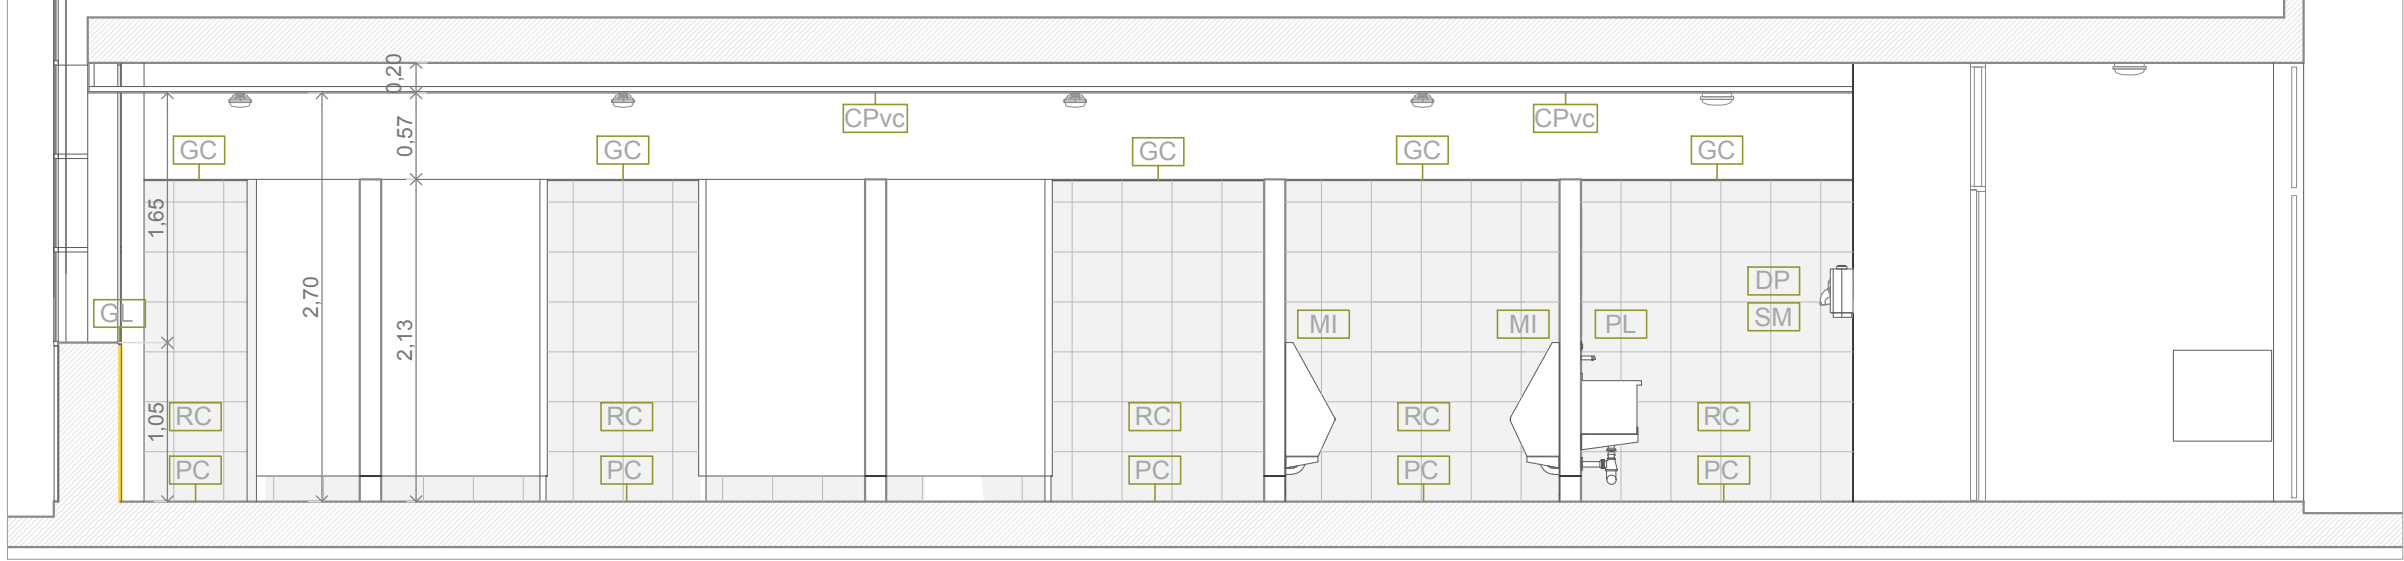 0,20
CPvc
CPvc
0,57
GC
GC
GC
GC
GC
1,65
2,70
DP
GL
SM
MI
MI
PL
2,13
1,05
RC
RC
RC
RC
RC
PC
PC
PC
PC
PC